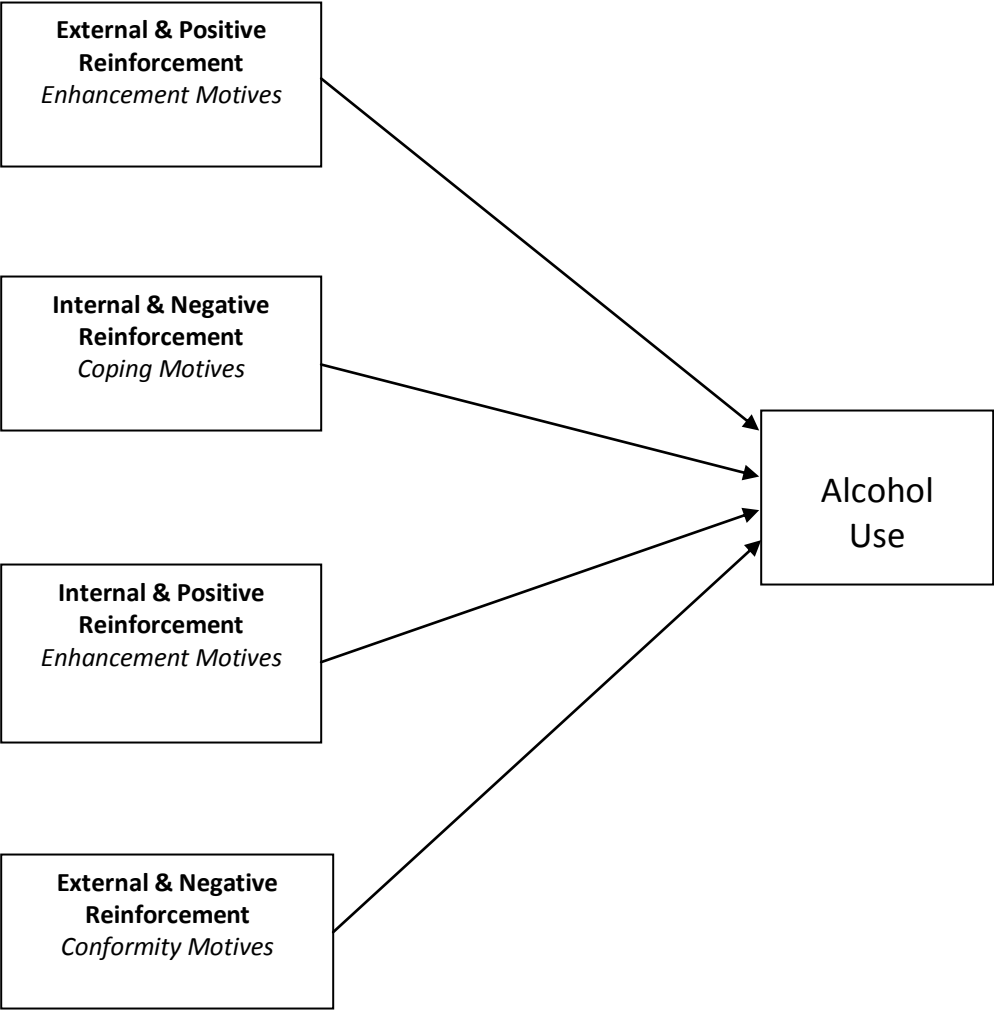 External & Positive
Reinforcement
Enhancement Motives
Internal & Negative
Reinforcement
Coping Motives
Alcohol
Use
Internal & Positive
Reinforcement
Enhancement Motives
External & Negative
Reinforcement
Conformity Motives